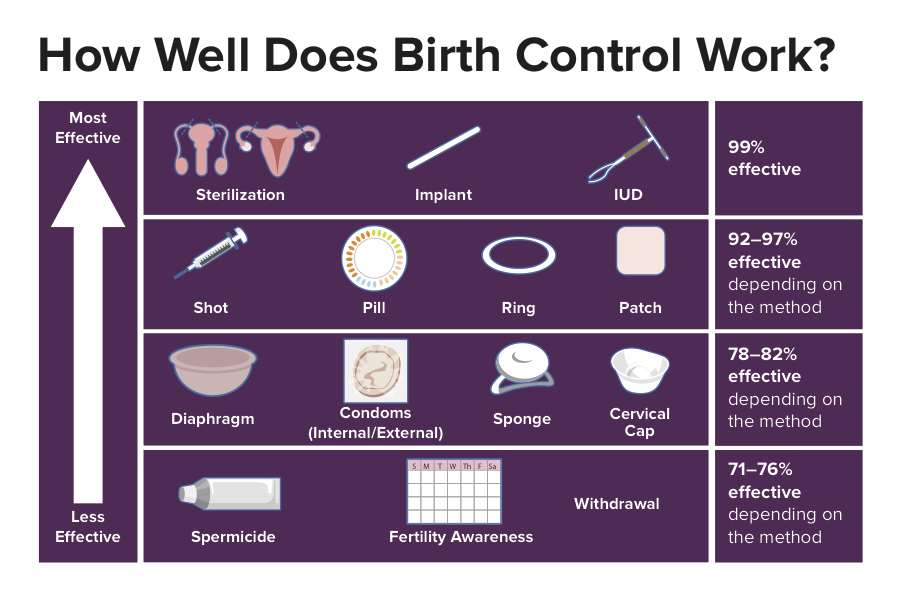 How Well Does Birth Control Work?
Most
Effective
Sterilization
Implant
IUD
99%
effective
Shot
Pill
Ring
Patch
92–97%
effective
depending on
the method
Diaphragm
Condoms
(Internal/External)
Sponge
Cervical
Cap
78–82%
effective
depending on
the method
S M T W Th F Sa
Spermicide
Fertility Awareness
Withdrawal
71–76%
effective
depending on
the method
Less
Effective